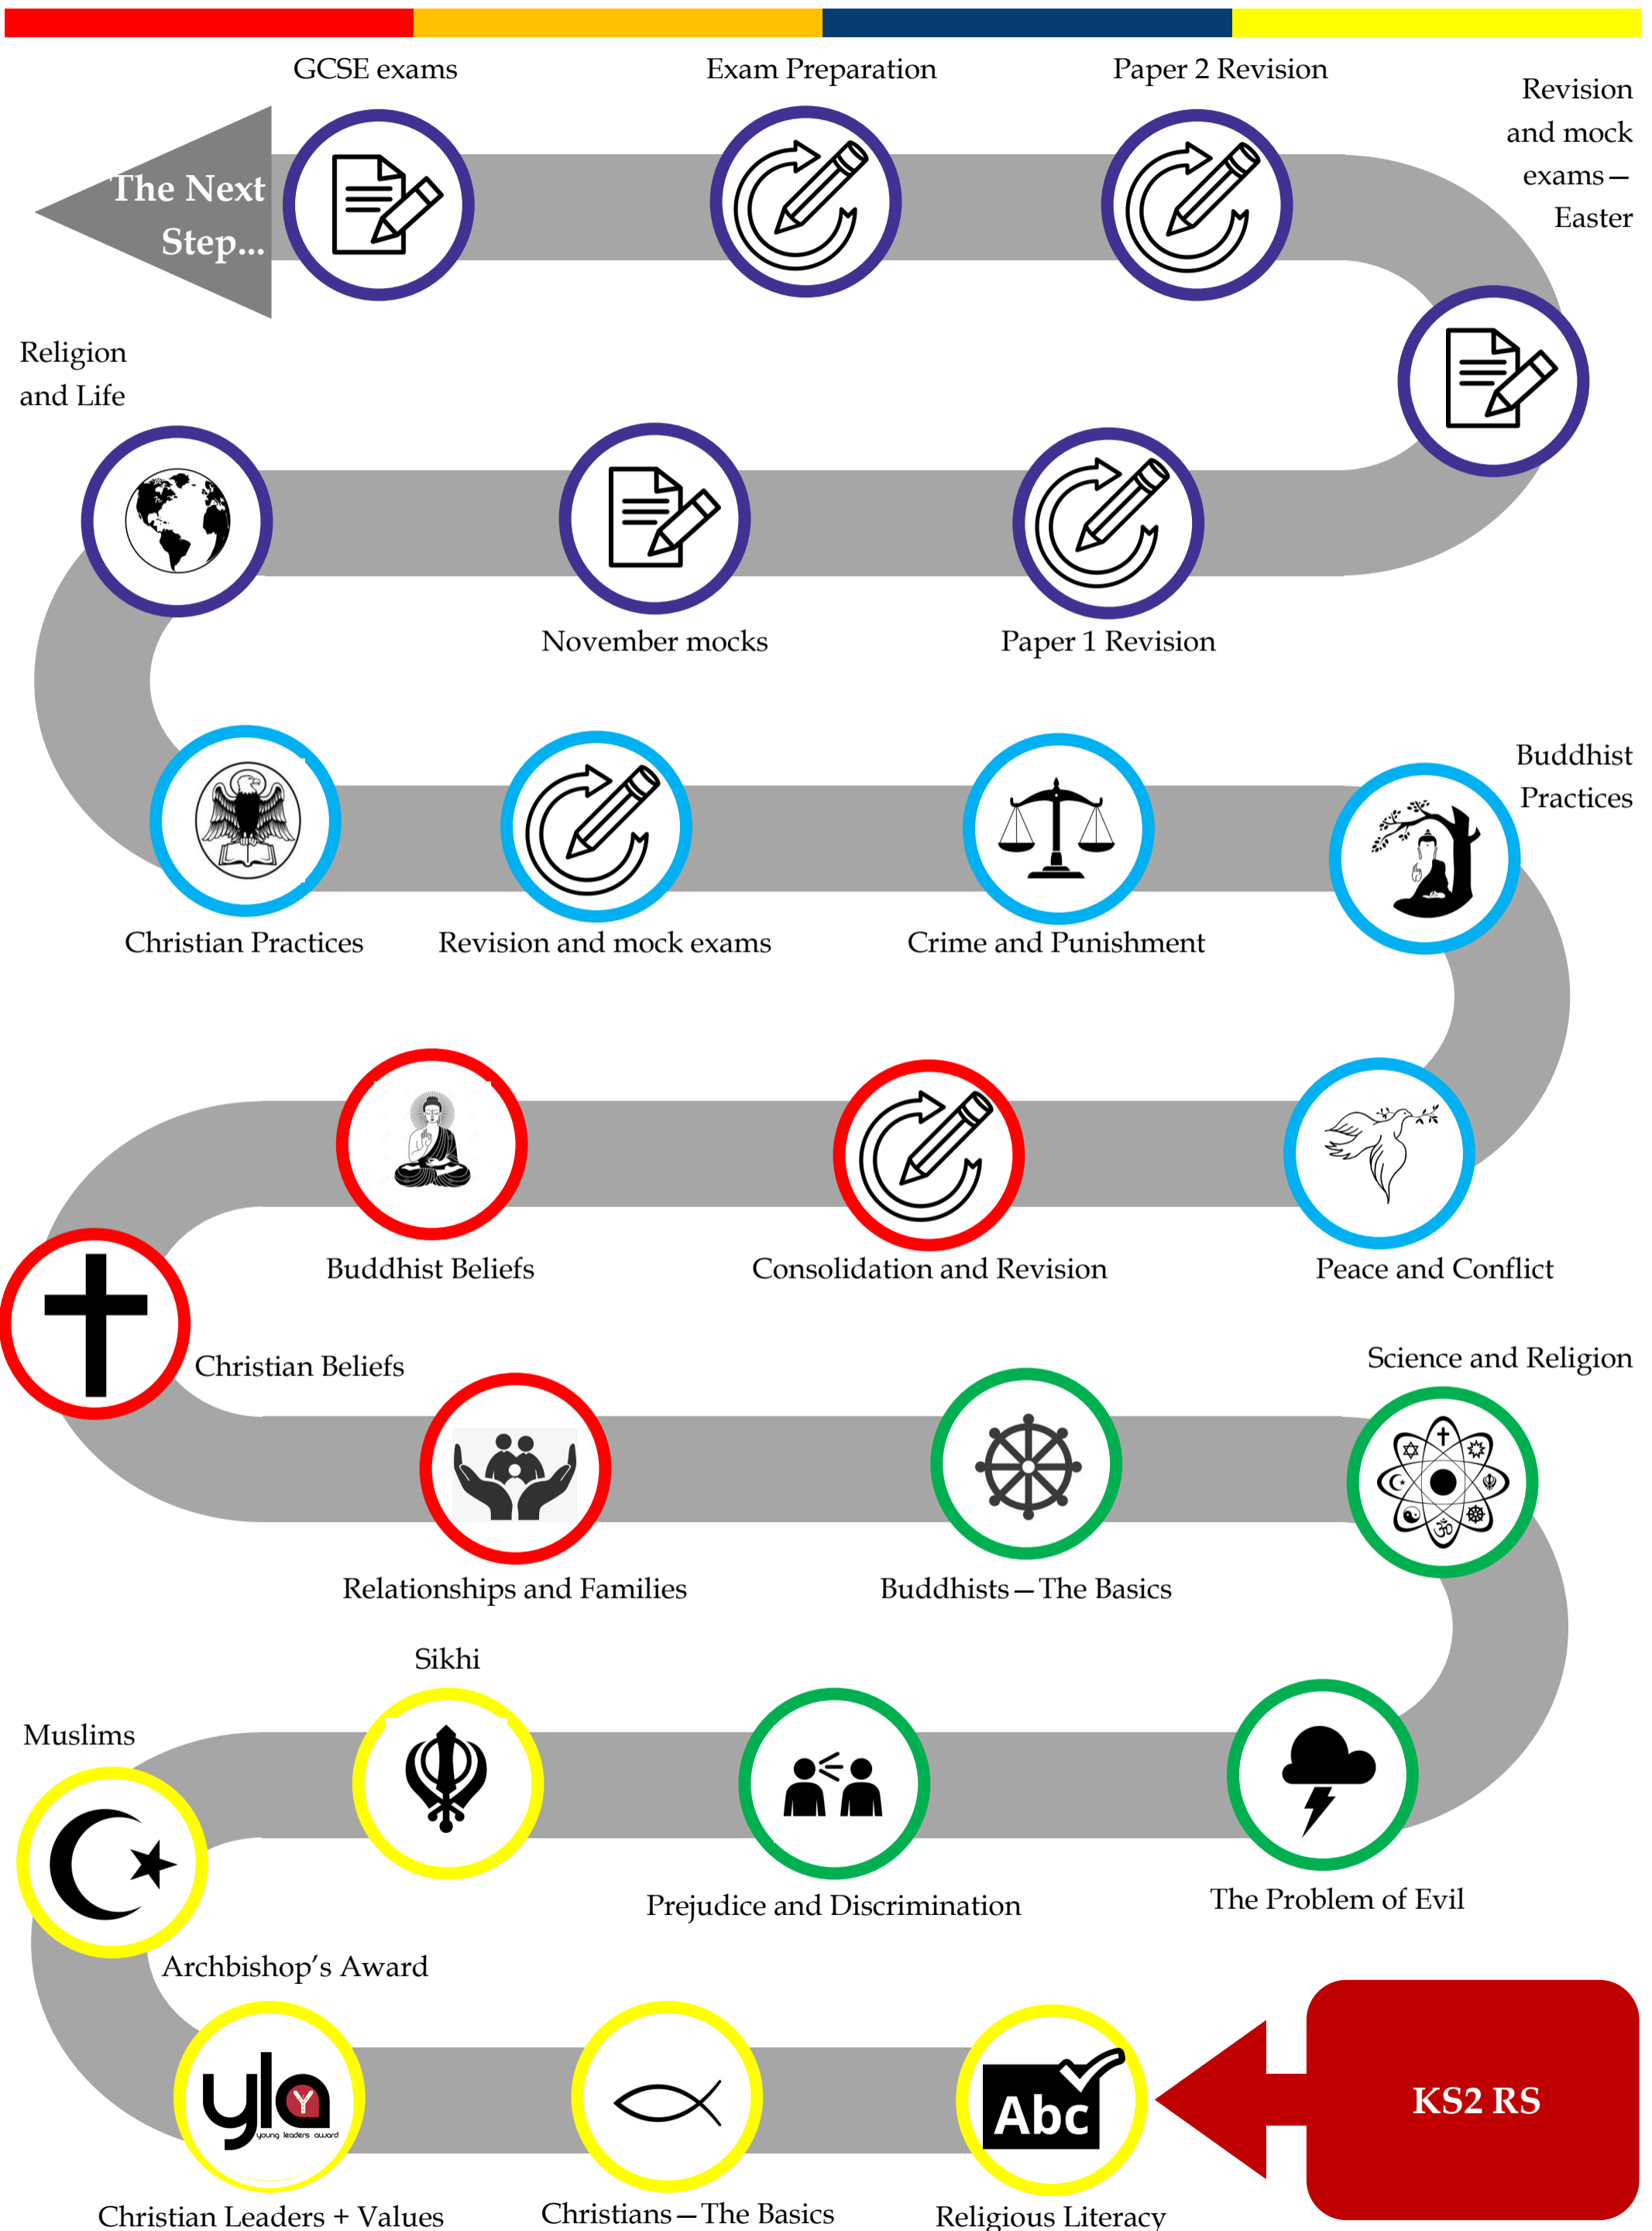 GCSE exams
Exam Preparation
Paper 2 Revision
Revision
and mock
exams—
Easter
The Next
Step...
Religion
and Life
November mocks
Paper 1 Revision
Buddhist
Practices
Christian Practices
Revision and mock exams
Crime and Punishment
Buddhist Beliefs
Consolidation and Revision
Peace and Conflict
Christian Beliefs
Science and Religion
Relationships and Families
Buddhists—The Basics
Sikhi
Muslims
Prejudice and Discrimination
The Problem of Evil
Archbishop's Award
yla
Y
young leaders award
Abc
KS2 RS
Christian Leaders + Values
Christians—The Basics
Religious Literacy